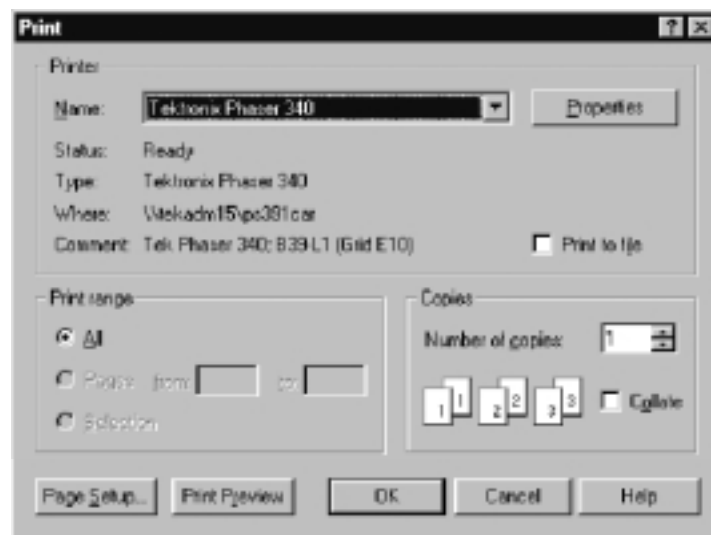 Print
Printer
Name: Tektronix Phaser 340
Properties
Status: Ready
Type: Tektronix Phaser 340
Where:
Comment: Tek Phaser 340; B39-L1 (Grid E10)
Print to file
Print range
All
Pages from: to:
Selection
Copies
Number of copies: 1
1 1 2 2 3 3
Collate
Page Setup... Print Preview OK Cancel Help